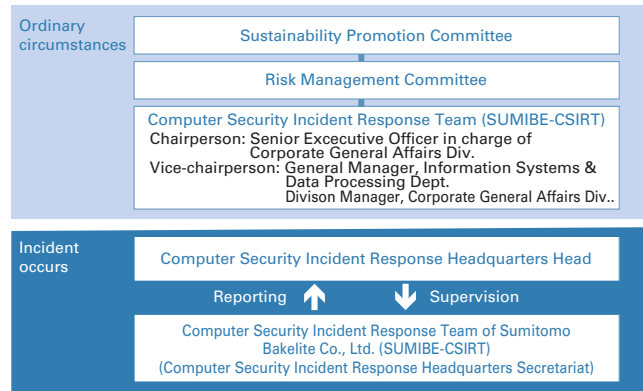 Ordinary
circumstances
Sustainability Promotion Committee
Risk Management Committee
Computer Security Incident Response Team (SUMIBE-CSIRT)
Chairperson: Senior Excecutive Officer in charge of
Corporate General Affairs Div.
Vice-chairperson: General Manager, Information Systems &
Data Processing Dept.
Divison Manager, Corporate General Affairs Div..
Incident
occurs
Computer Security Incident Response Headquarters Head
Reporting
Supervision
Computer Security Incident Response Team of Sumitomo
Bakelite Co., Ltd. (SUMIBE-CSIRT)
(Computer Security Incident Response Headquarters Secretariat)